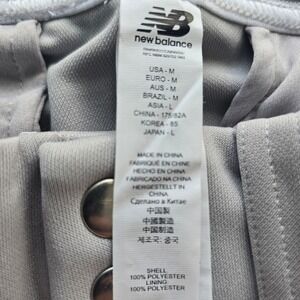 new balance
USA - M
EURO - M
AUS - M
BRAZIL - M
ASIA - L
CHINA - 175/82A
KOREA - 85
JAPAN - L
MADE IN CHINA
FABRIQUÉ EN CHINE
HECHO EN CHINA
FABRICADO NA CHINA
HERGESTELLT IN
CHINA.
Сделано в Китае
中国製
中國製造
中国制造
제조국: 중국
SHELL
100% POLYESTER
LINING
100% POLYESTER